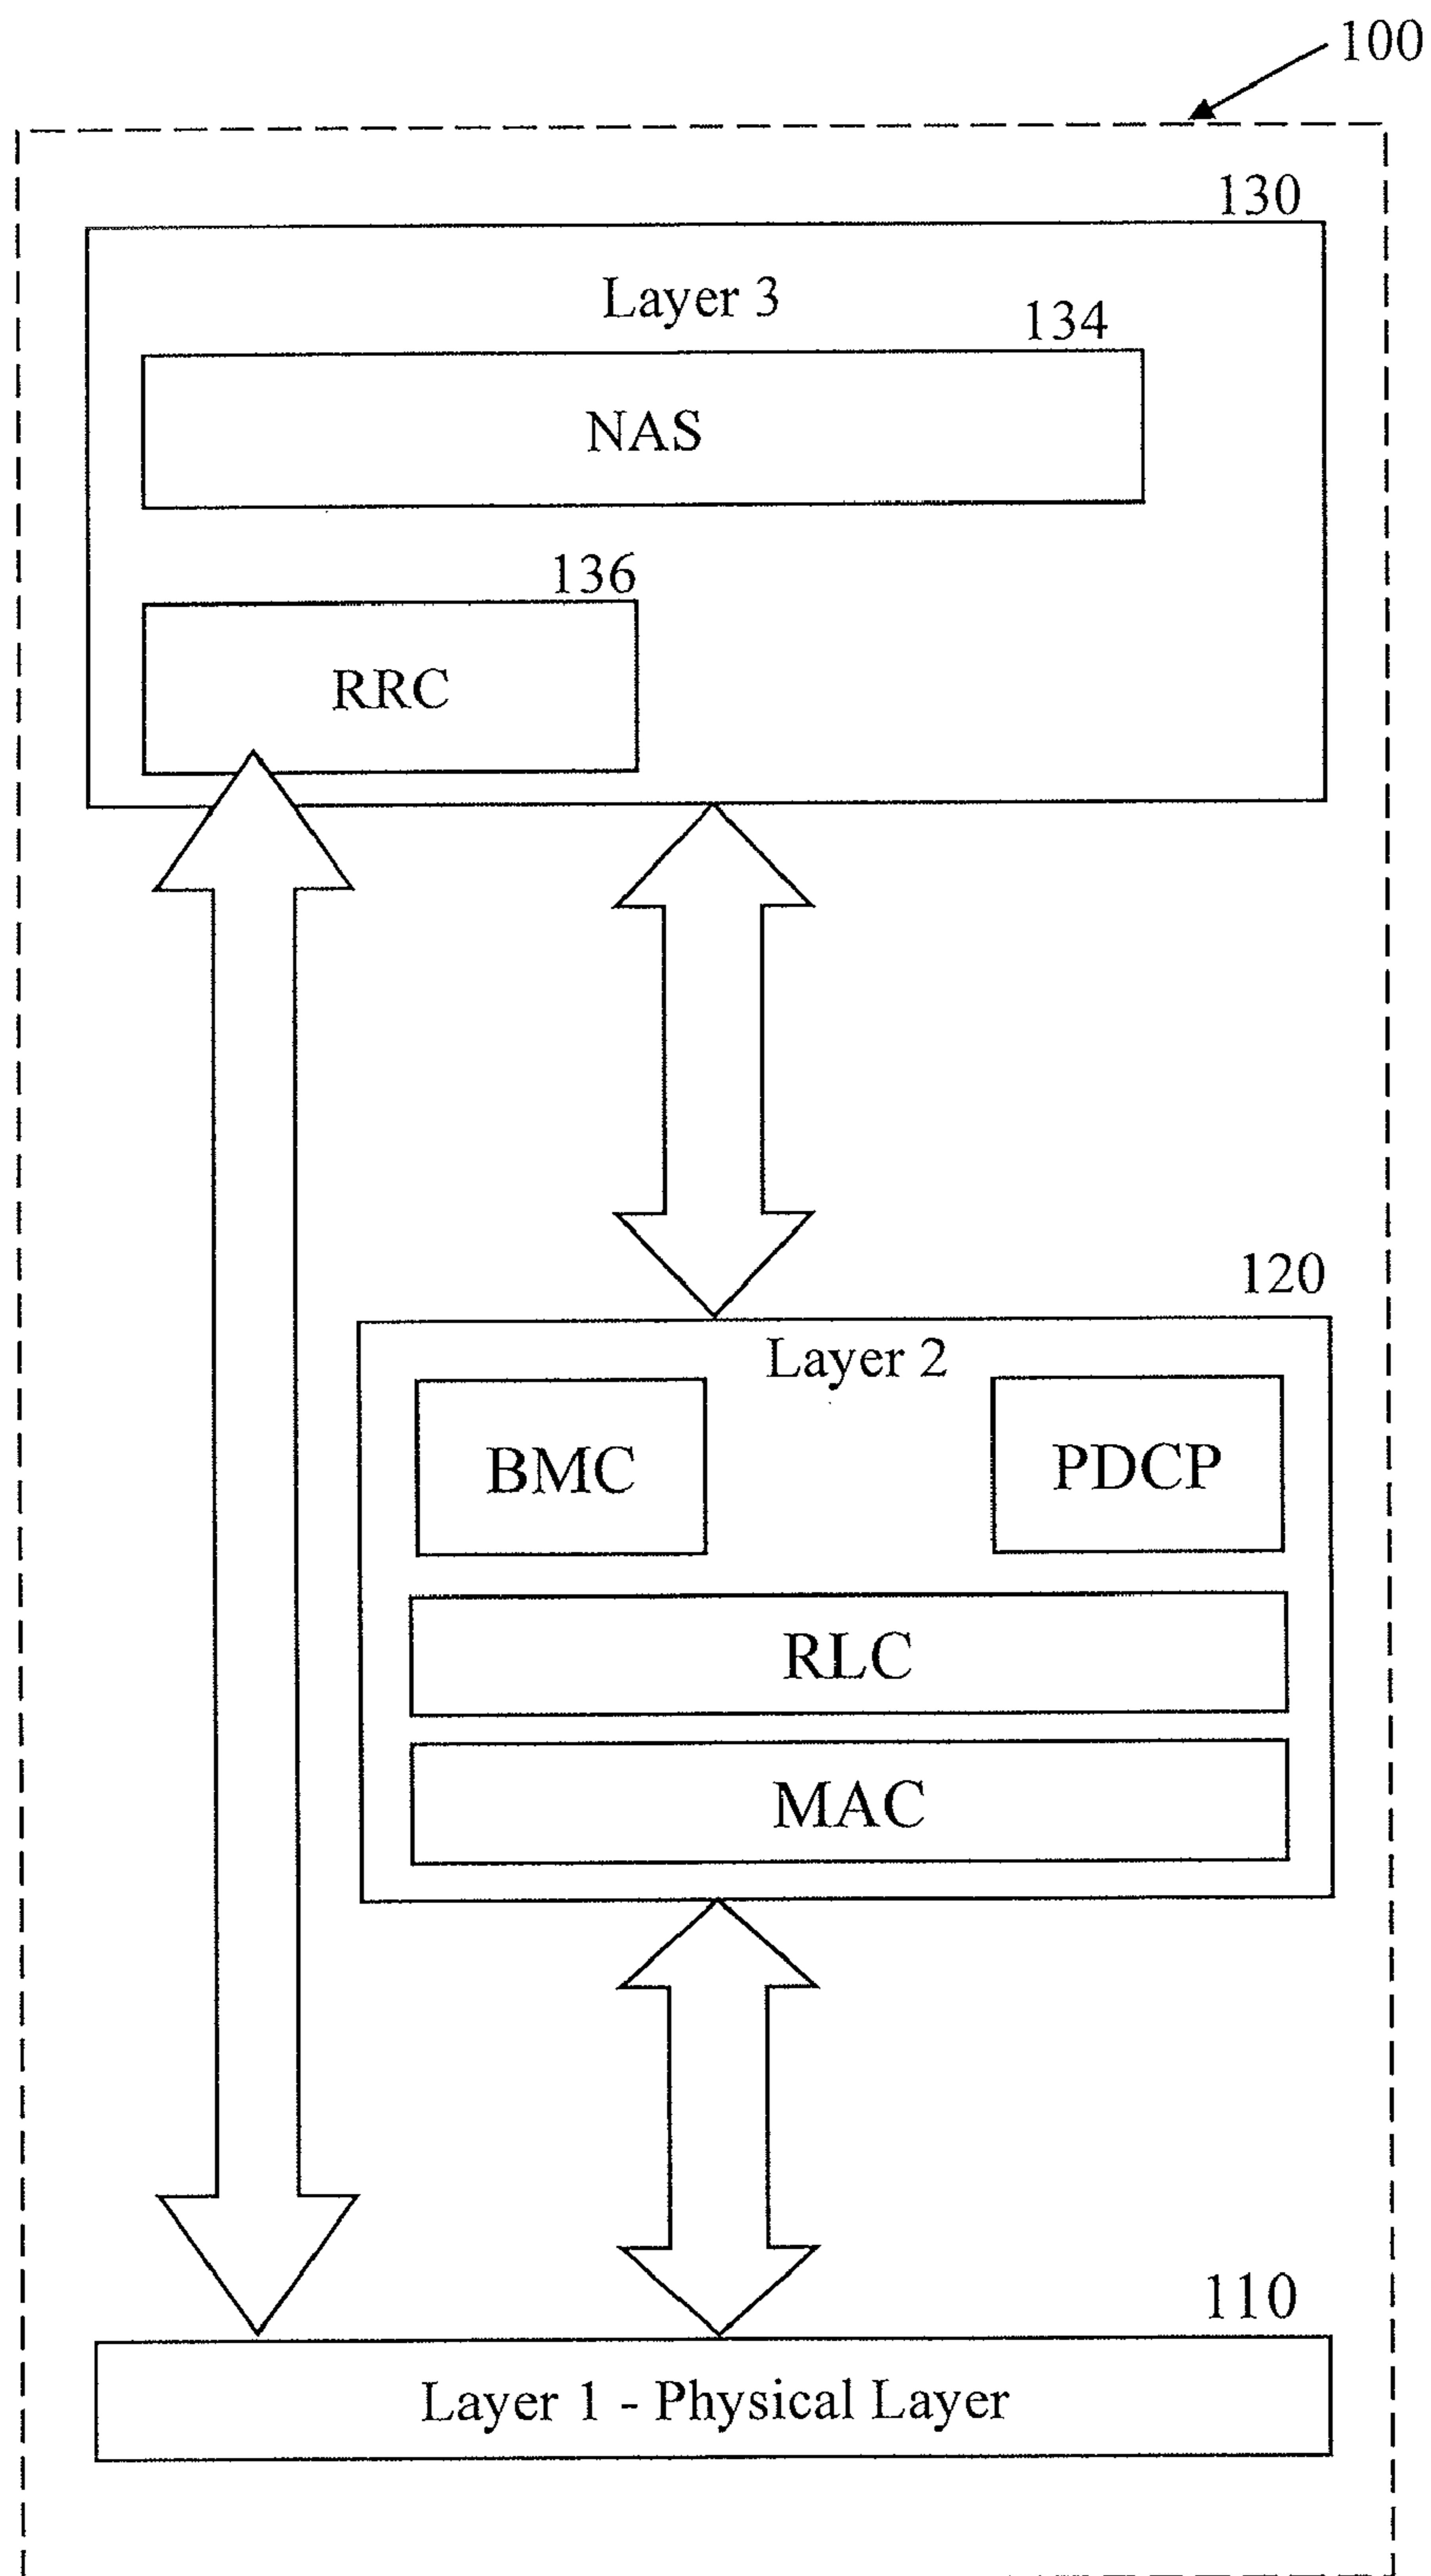 100
130
Layer 3
134
NAS
136
RRC
120
Layer 2
BMC
PDCP
RLC
MAC
110
Layer 1 - Physical Layer